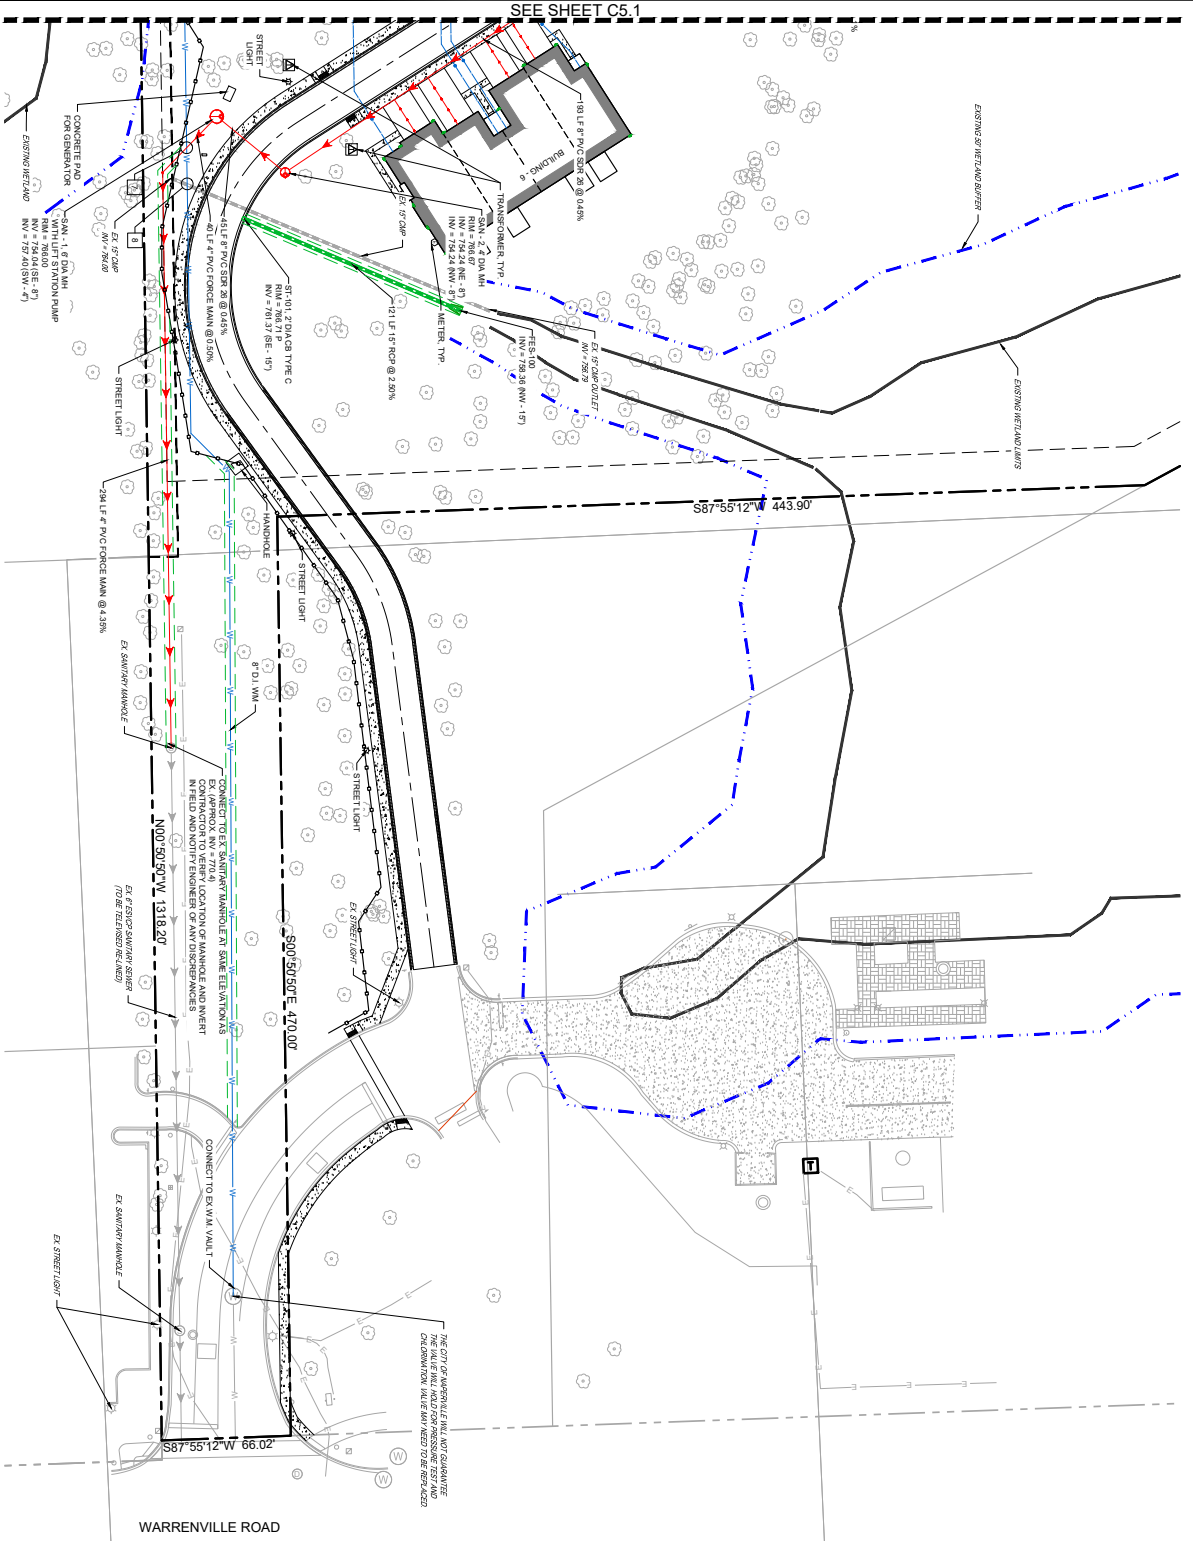 SEE SHEET C5.1
STREET
LIGHT
193 LF 8" PVC SDR 26 @ 0.45%
BUILDING - 6
EXISTING 50' WETLAND BUFFER
EXISTING WETLAND
CONCRETE PAD
FOR GENERATOR
7
8
SAN - 1, 6' DIA MH
WITH LIFT STATION PUMP
RIM = 766.00
INV = 754.04 (SE - 8")
INV = 757.40 (SW - 4")
EX. 15" CMP
INV = 761.00
45 LF 8" PVC SDR 26 @ 0.45%
40 LF 4" PVC FORCE MAIN @ 0.50%
EX. 15" CMP
TRANSFORMER, TYP.
SAN - 2, 4' DIA MH
RIM = 766.67
INV = 754.24 (NE - 8")
INV = 754.24 (NW - 8")
METER, TYP.
ST-101, 2' DIA CB TYPE C
RIM = 766.71 P
INV = 761.37 (SE - 15")
121 LF 15" RCP @ 2.50%
FES-100
INV = 758.36 (NW - 15")
EX. 15" CMP OUTLET
INV = 756.79
EXISTING WETLAND LIMITS
STREET LIGHT
294 LF 4" PVC FORCE MAIN @ 4.35%
HANDHOLE
STREET LIGHT
S87°55'12"W 443.90'
8" D.I. WM
EX. SANITARY MANHOLE
STREET LIGHT
CONNECT TO EX. SANITARY MANHOLE AT SAME ELEVATION AS
EX. (APPROX. INV = 770.4)
CONTRACTOR TO VERIFY LOCATION OF MANHOLE AND INVERT
IN FIELD AND NOTIFY ENGINEER OF ANY DISCREPANCIES
N00°50'50"W 1318.20'
EX. 6" ESVCP SANITARY SEWER
(TO BE TELEVISED RE-LINED)
S00°50'50"E 470.00'
EX. STREET LIGHT
CONNECT TO EX W.M. VAULT
EX. SANITARY MANHOLE
EX. STREET LIGHT
T
THE CITY OF NAPERVILLE WILL NOT GUARANTEE
THE VALVE WILL HOLD FOR PRESSURE TEST AND
CHLORINATION. VALVE MAY NEED TO BE REPLACED.
S87°55'12"W 66.02'
W
W
WARRENVILLE ROAD